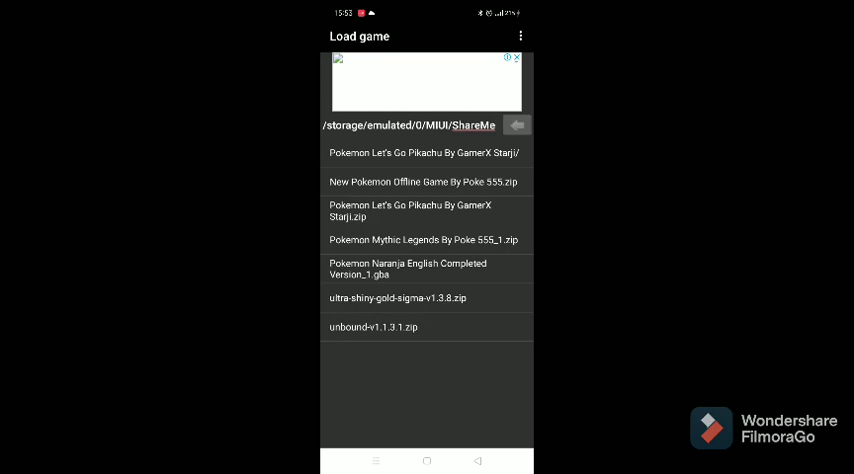 15:53
21%
Load game
/storage/emulated/0/MIUI/ShareMe
Pokemon Let's Go Pikachu By GamerX Starji/
New Pokemon Offline Game By Poke 555.zip
Pokemon Let's Go Pikachu By GamerX
Starji.zip
Pokemon Mythic Legends By Poke 555_1.zip
Pokemon Naranja English Completed
Version_1.gba
ultra-shiny-gold-sigma-v1.3.8.zip
unbound-v1.1.3.1.zip
Wondershare
FilmoraGo